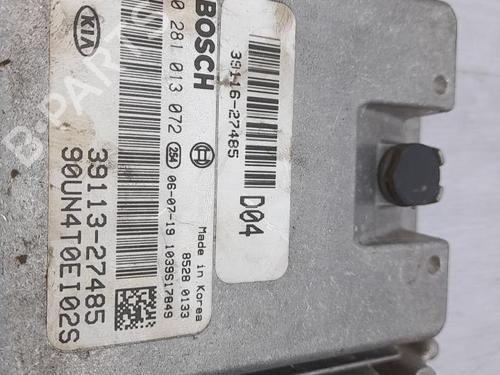 KIA
BOSCH
0 281 013 072
254
06-07-19 1039S17849
Made in Korea
8528 0133
39113-27485
90UN4T0EI02S
39116-27485
D04
B-PARTS